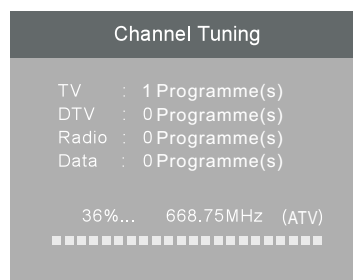 Channel Tuning
TV : 1 Programme(s)
DTV : 0 Programme(s)
Radio : 0 Programme(s)
Data : 0 Programme(s)
36%... 668.75MHz (ATV)